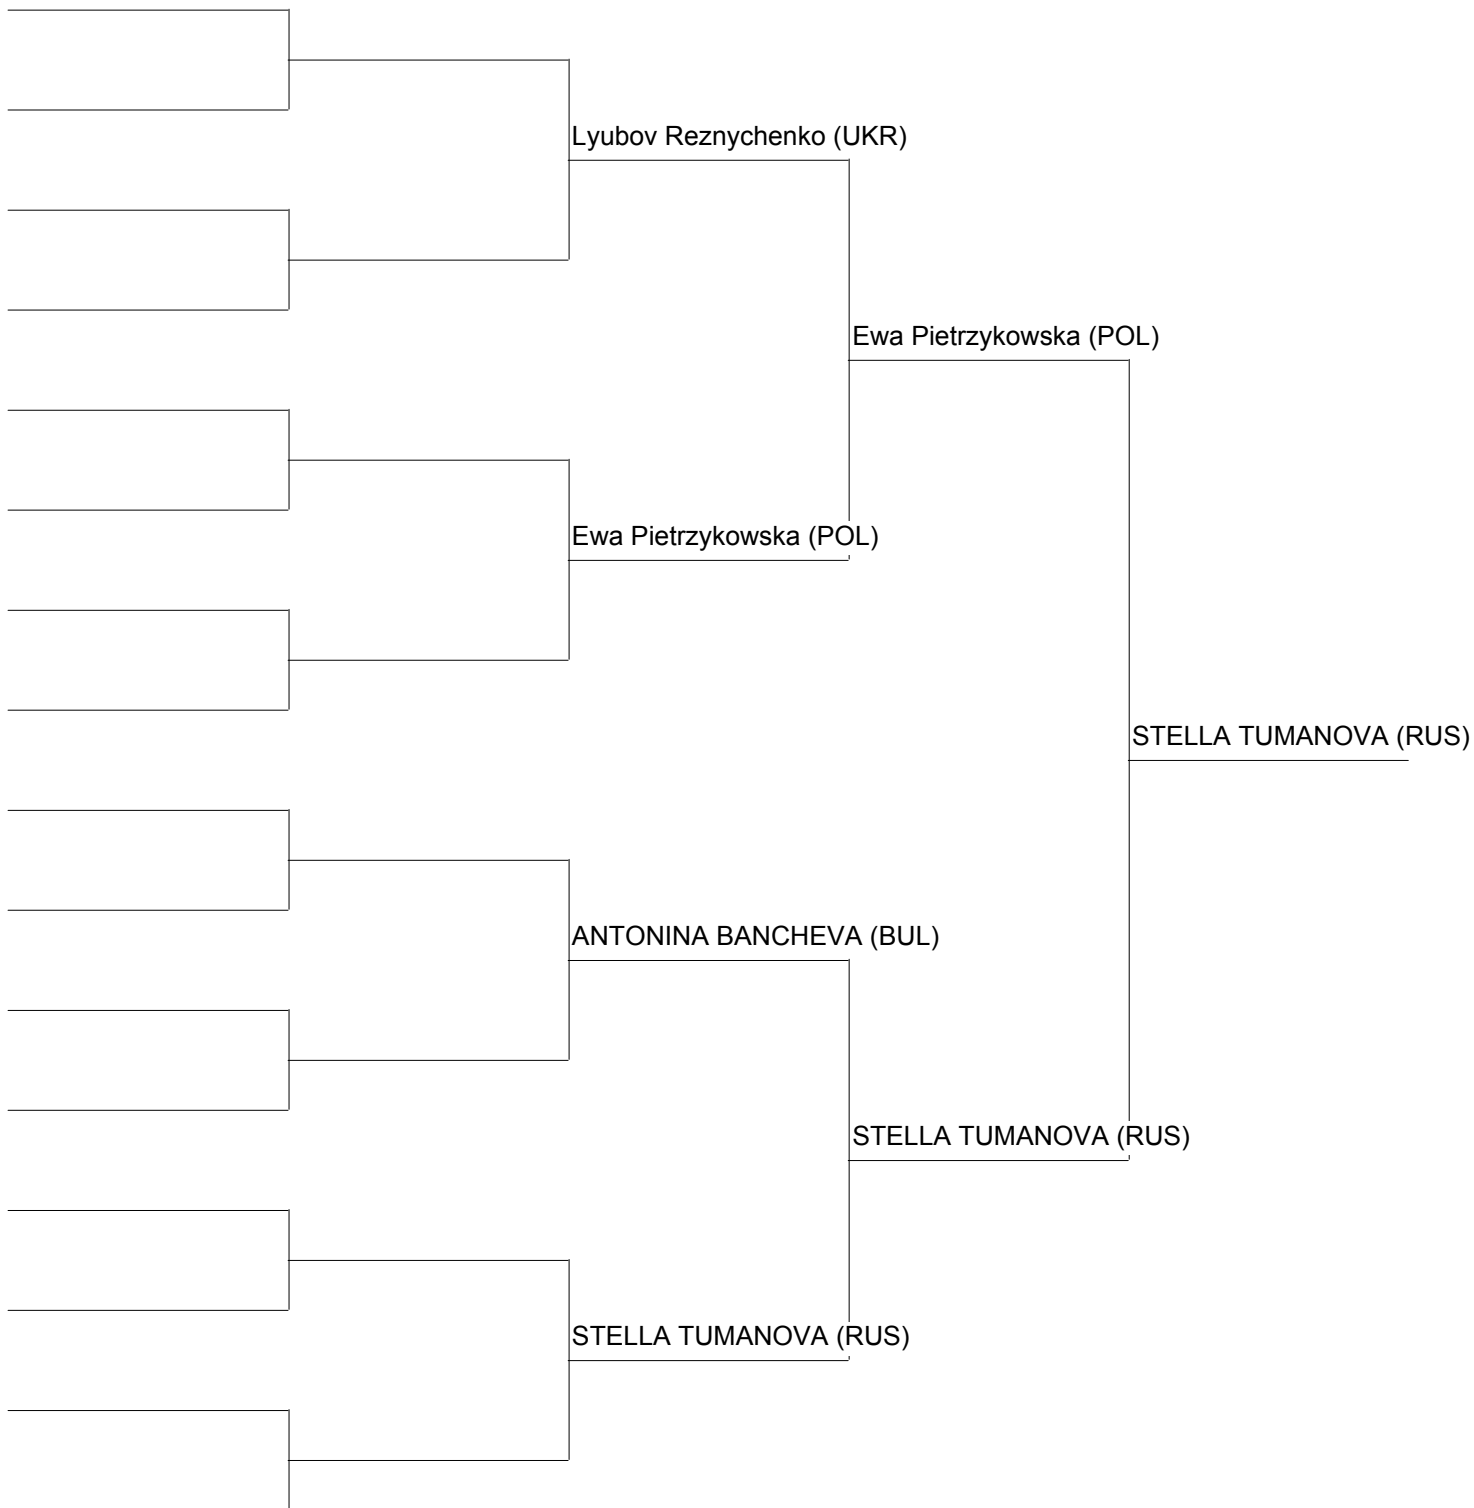 Lyubov Reznychenko (UKR)
Ewa Pietrzykowska (POL)
Ewa Pietrzykowska (POL)
STELLA TUMANOVA (RUS)
ANTONINA BANCHEVA (BUL)
STELLA TUMANOVA (RUS)
STELLA TUMANOVA (RUS)